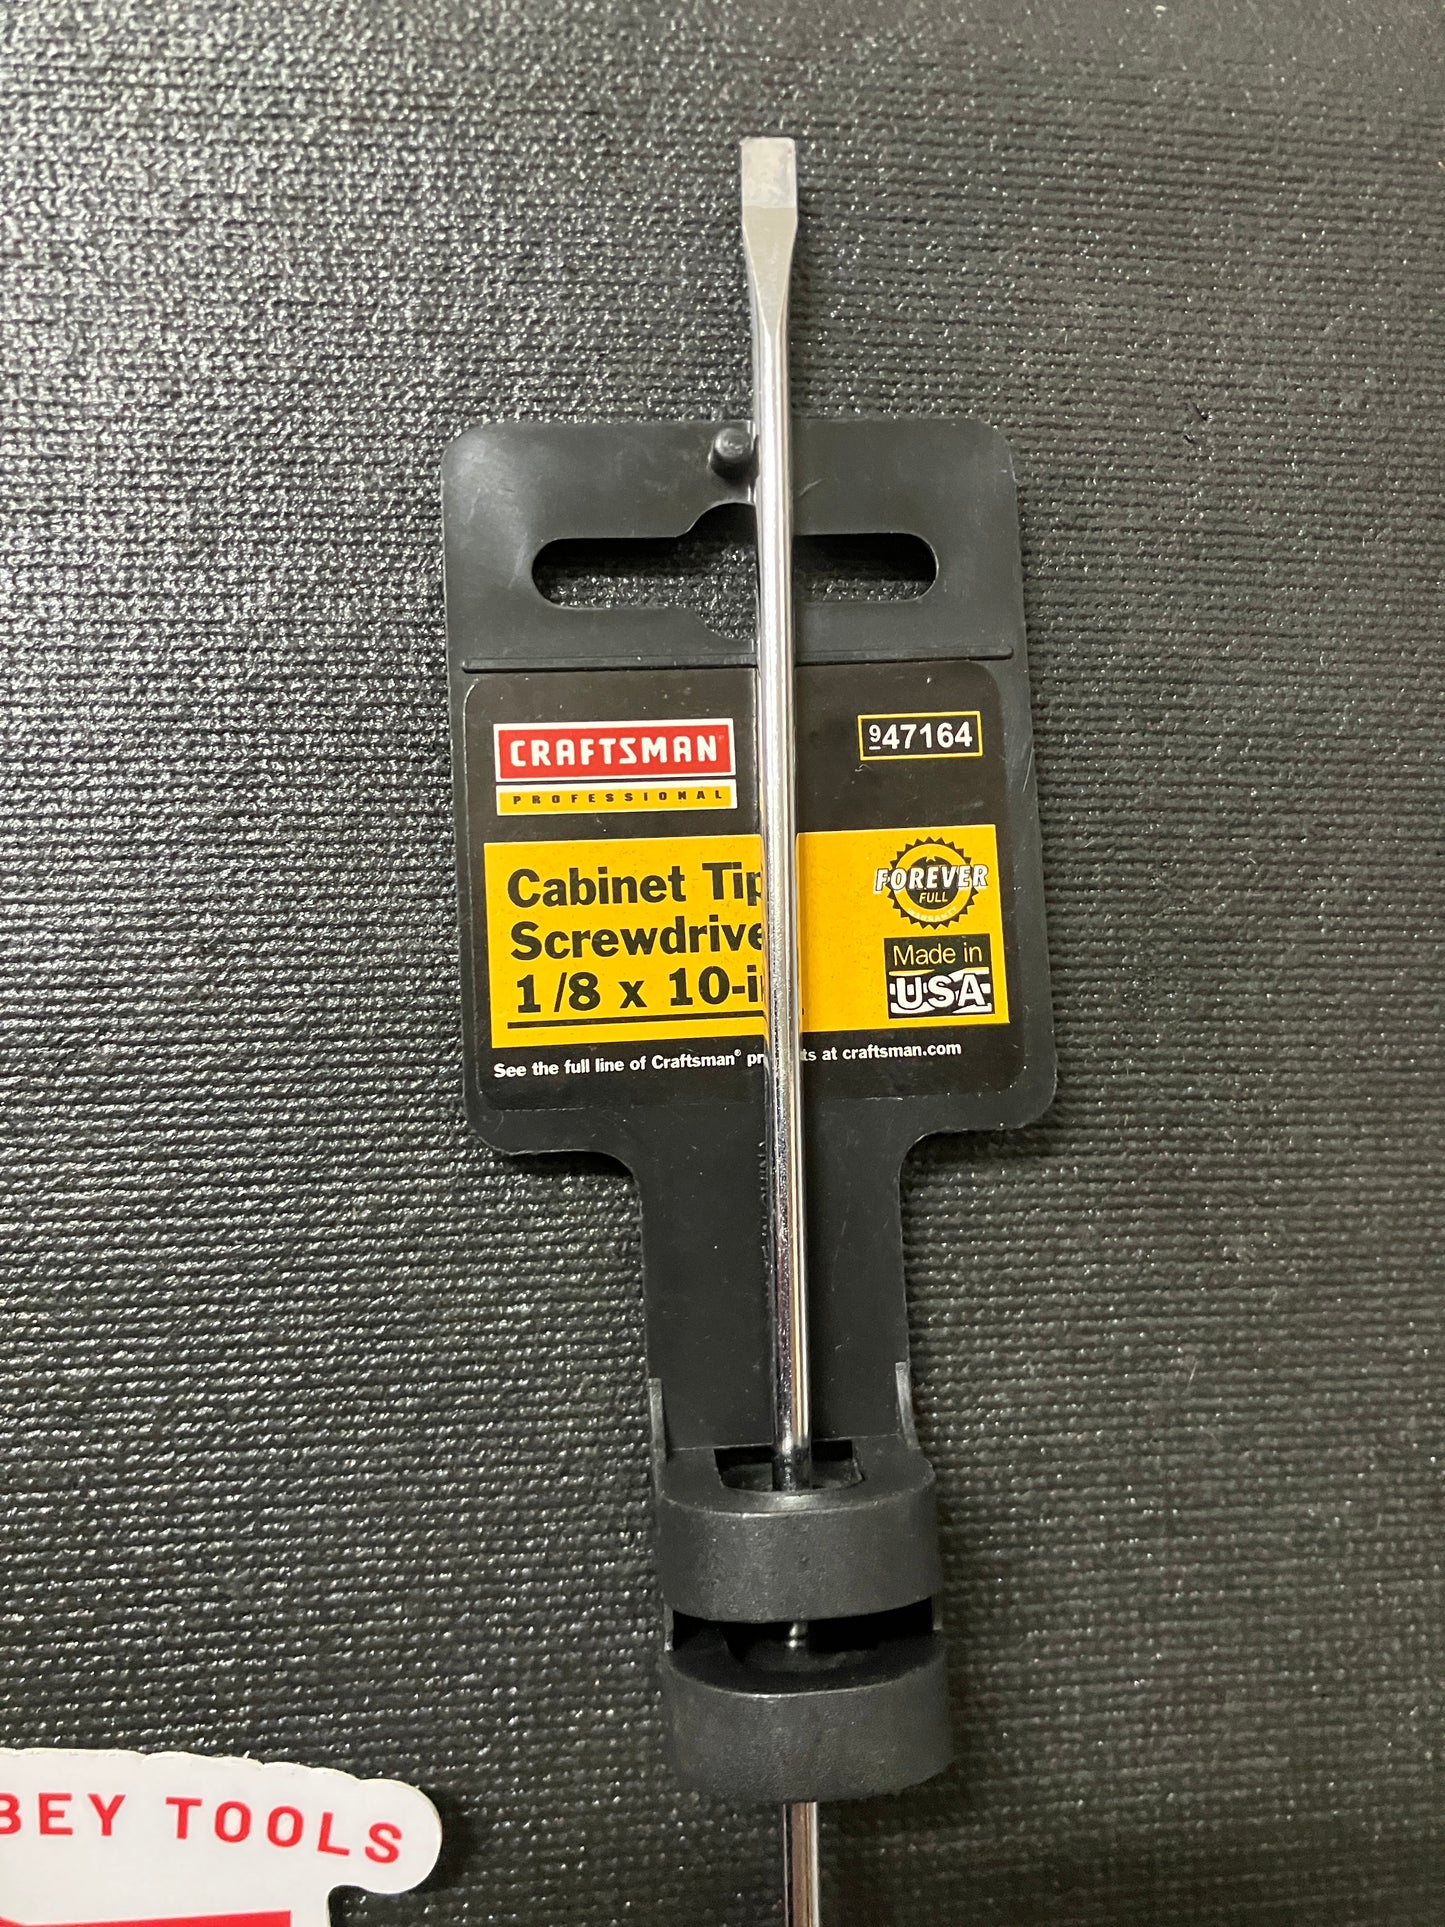 CRAFTSMAN
PROFESSIONAL
947164
Cabinet Tip
Screwdrive
1/8 x 10-i
FOREVER
FULL
WARRANTY
Made in
USA
See the full line of Craftsman® pr ts at craftsman.com
BEY TOOLS